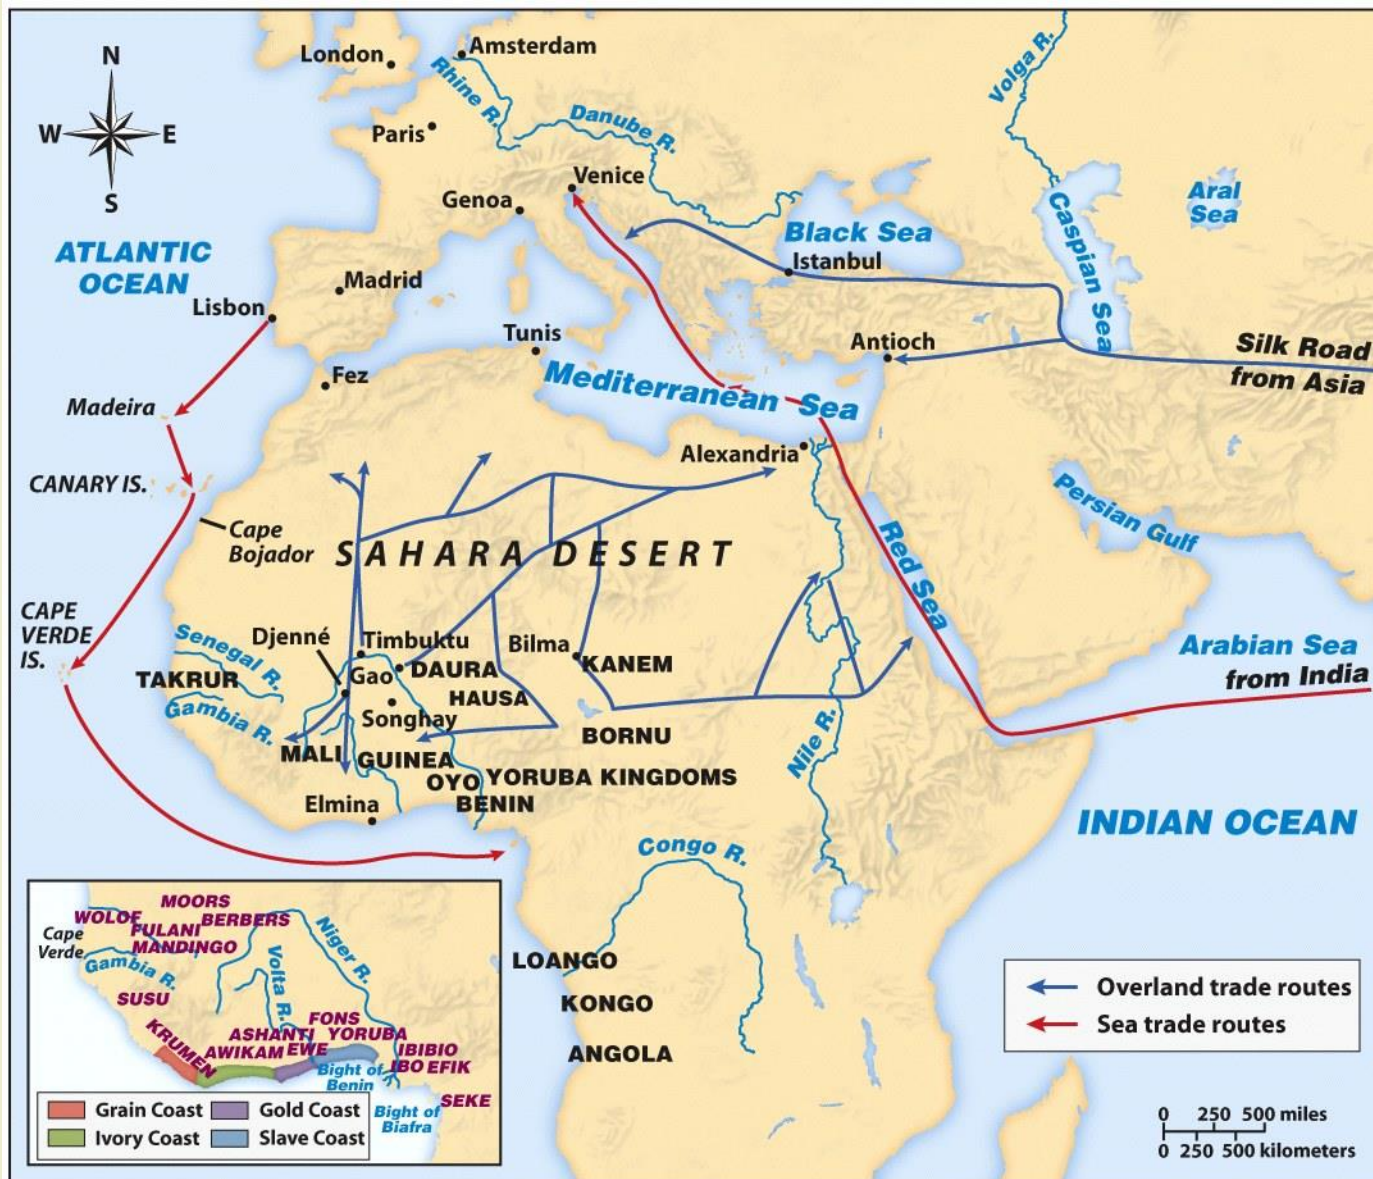 London
Amsterdam
Rhine R.
Volga R.
N
W
E
S
Paris
Danube R.
Venice
Genoa
Aral
Sea
Caspian Sea
ATLANTIC
OCEAN
Black Sea
Istanbul
Madrid
Lisbon
Tunis
Antioch
Silk Road
from Asia
Fez
Mediterranean Sea
Madeira
Alexandria
CANARY IS.
Persian Gulf
Cape
Bojador
SAHARA DESERT
Red Sea
CAPE
VERDE
IS.
Senegal R.
Djenné
Timbuktu
Bilma
KANEM
Arabian Sea
from India
TAKRUR
Gao
DAURA
HAUSA
Gambia R.
Songhay
BORNU
Nile R.
MALI
GUINEA
OYO
YORUBA KINGDOMS
BENIN
Elmina
INDIAN OCEAN
Congo R.
LOANGO
KONGO
ANGOLA
MOORS
WOLOF
BERBERS
FULANI
Cape
Verde
MANDINGO
Niger R.
Gambia R.
Volta R.
SUSU
FONS
KRUMEN
ASHANTI
YORUBA
AWIKAM
EWE
IBIBIO
IBO
EFIK
Bight of
Benin
SEKE
Bight of
Biafra
Grain Coast
Gold Coast
Ivory Coast
Slave Coast
Overland trade routes
Sea trade routes
0 250 500 miles
0 250 500 kilometers